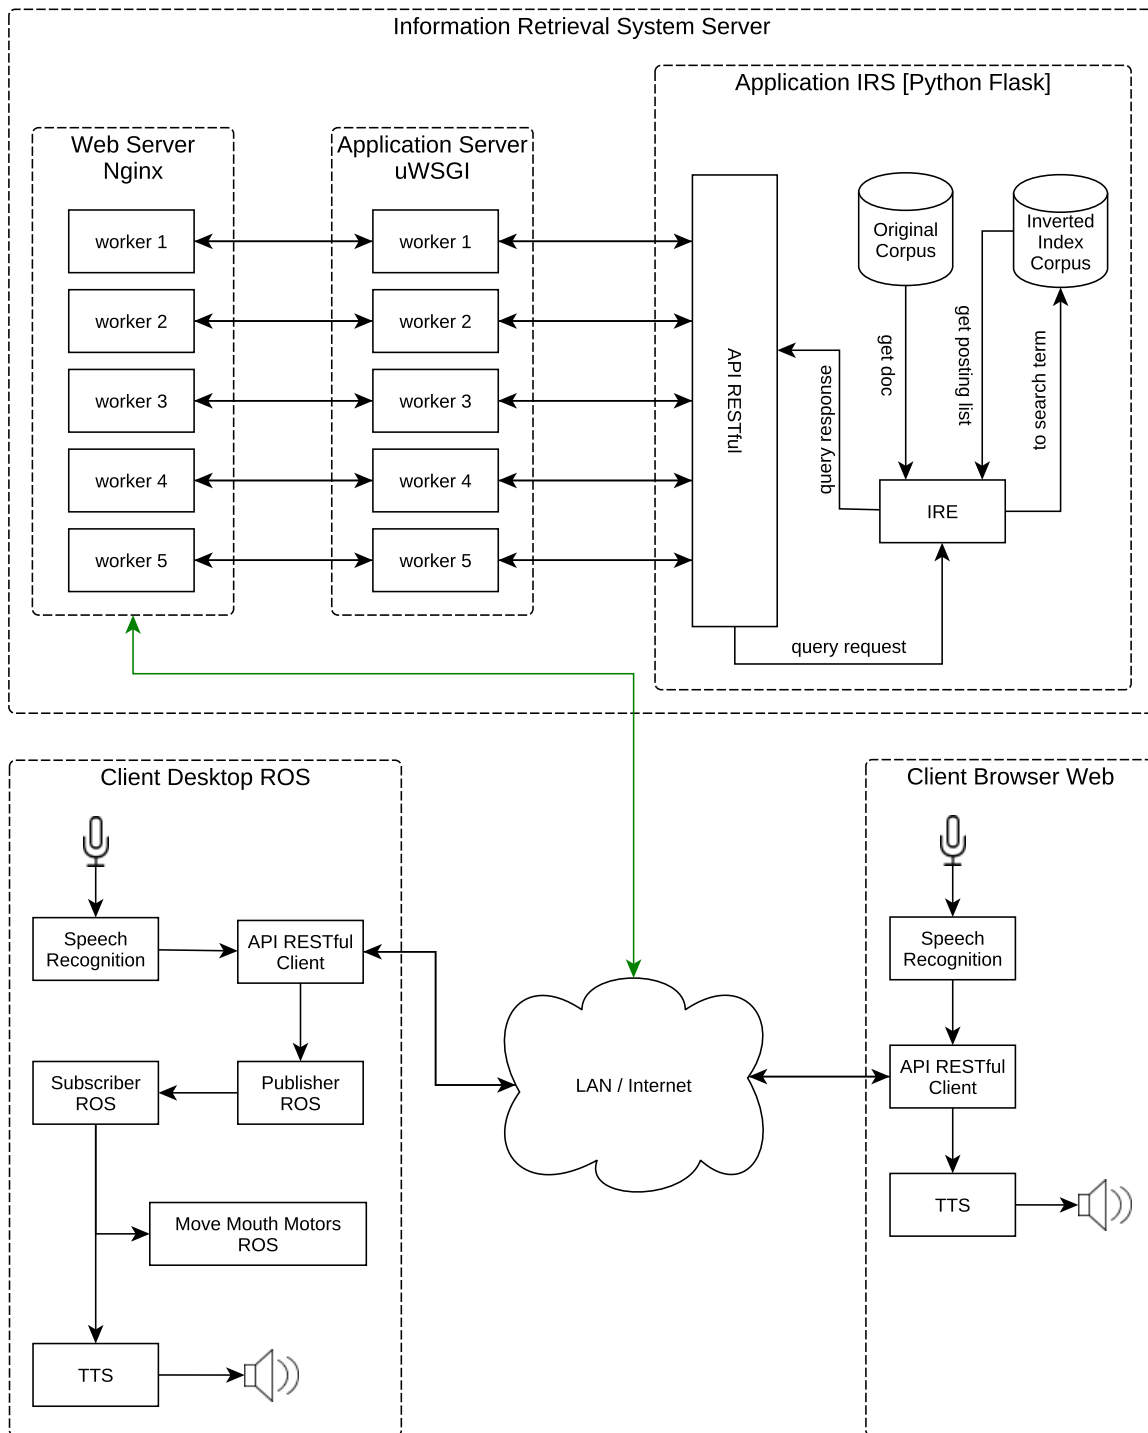 Information Retrieval System Server
Application IRS [Python Flask]
Web Server
Nginx
worker 1
worker 2
worker 3
worker 4
worker 5
Application Server
uWSGI
worker 1
worker 2
worker 3
worker 4
worker 5
API RESTful
Original
Corpus
Inverted
Index
Corpus
query response
get doc
get posting list
to search term
IRE
query request
Client Desktop ROS
Speech
Recognition
API RESTful
Client
Subscriber
ROS
Publisher
ROS
Move Mouth Motors
ROS
TTS
LAN / Internet
Client Browser Web
Speech
Recognition
API RESTful
Client
TTS